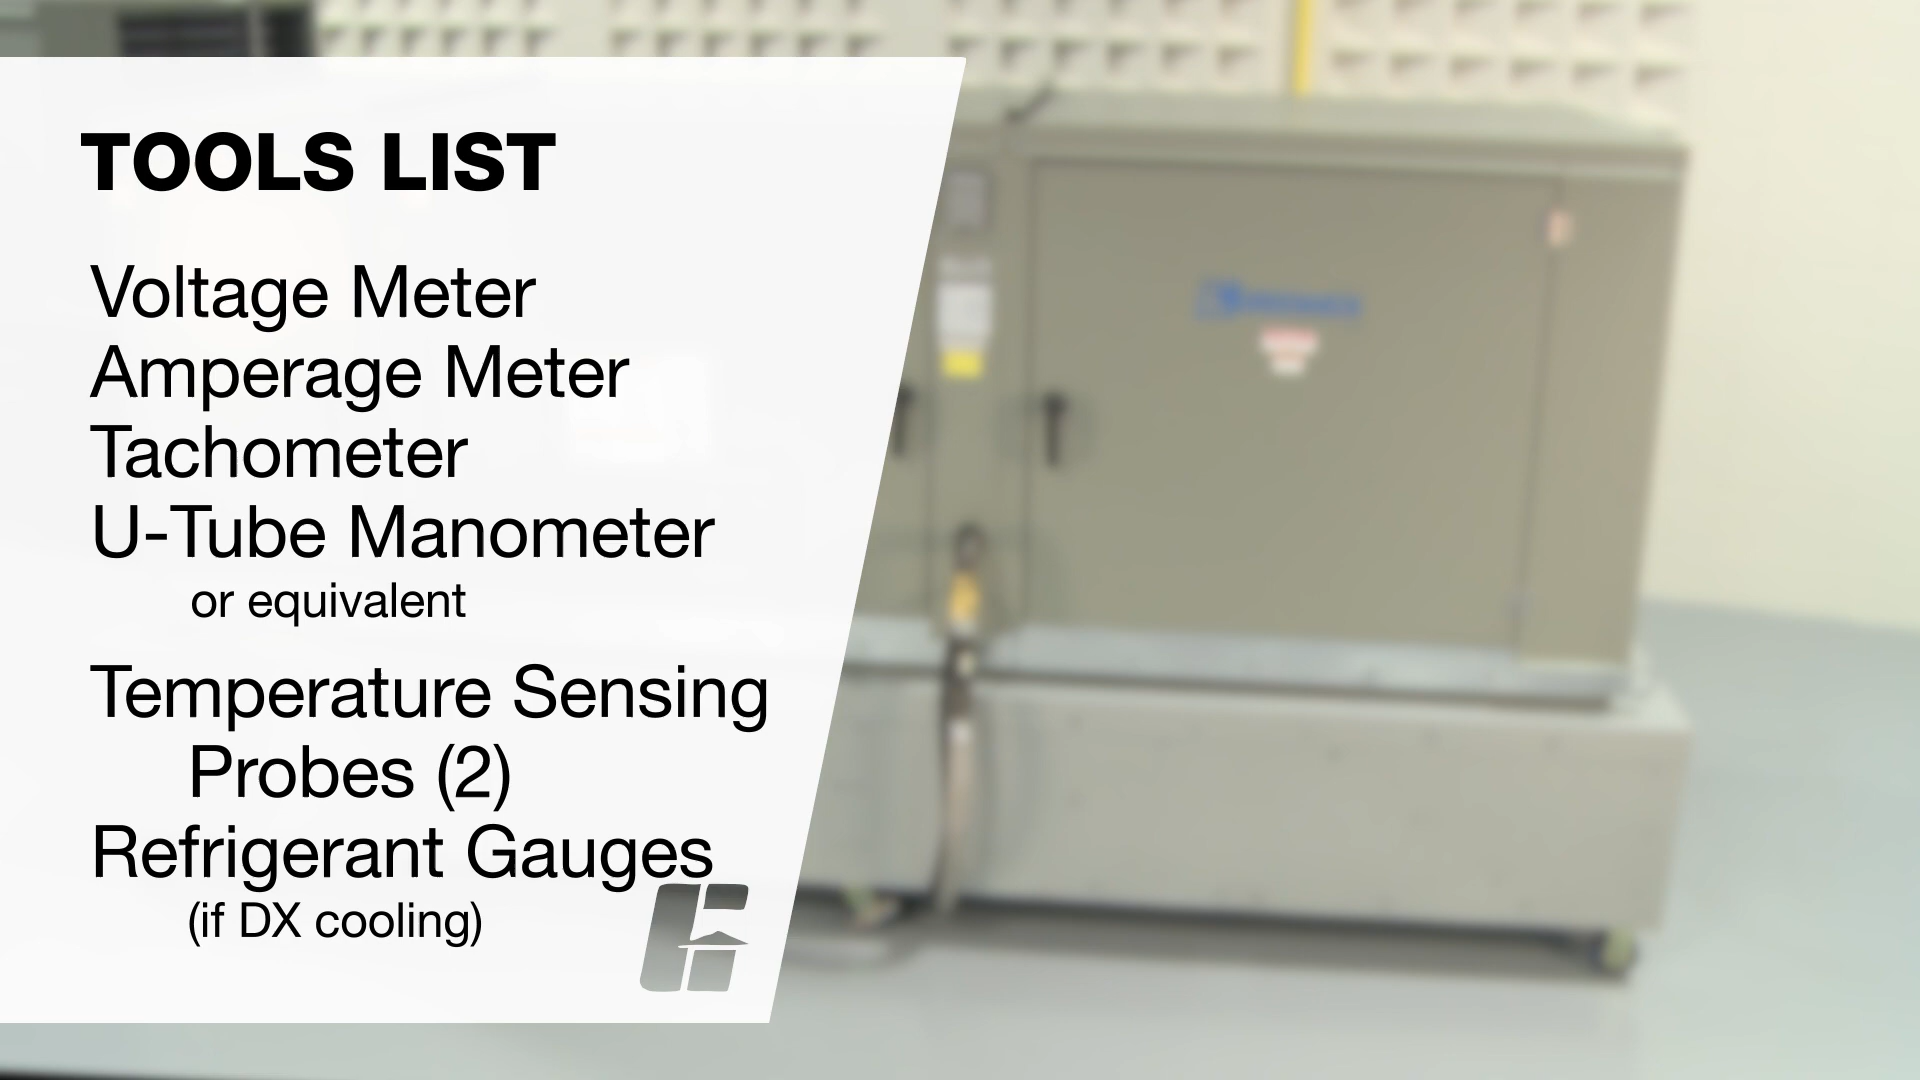 TOOLS LIST
Voltage Meter
Amperage Meter
Tachometer
U-Tube Manometer
or equivalent
Temperature Sensing
Probes (2)
Refrigerant Gauges
(if DX cooling)